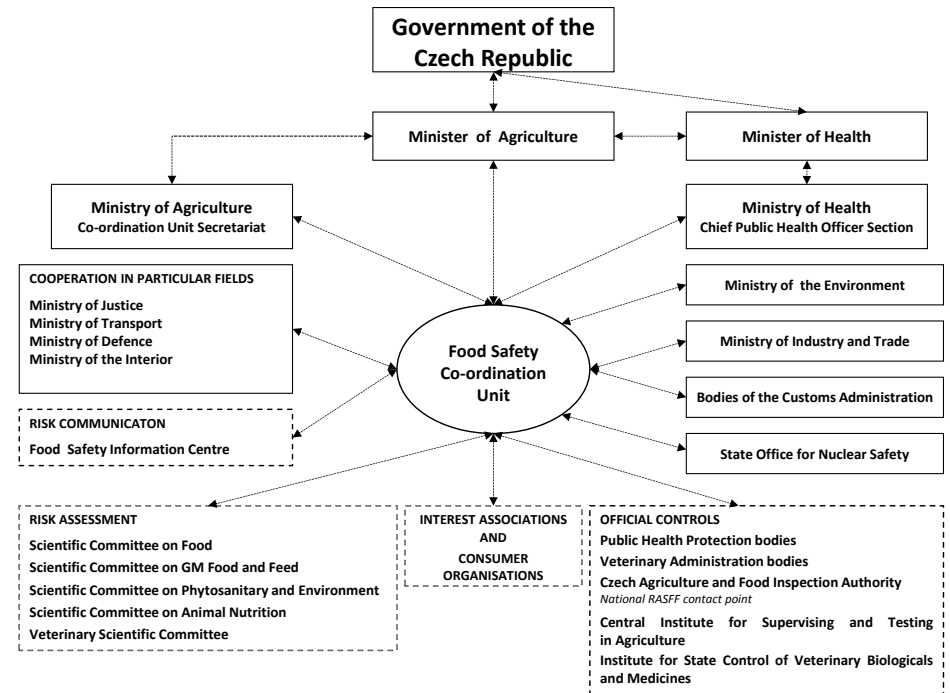 Government of the
Czech Republic
Minister of Agriculture
Minister of Health
Ministry of Agriculture
Co-ordination Unit Secretariat
Ministry of Health
Chief Public Health Officer Section
COOPERATION IN PARTICULAR FIELDS
Ministry of Justice
Ministry of Transport
Ministry of Defence
Ministry of the Interior
Ministry of the Environment
Food Safety
Co-ordination
Unit
Ministry of Industry and Trade
Bodies of the Customs Administration
RISK COMMUNICATON
Food Safety Information Centre
State Office for Nuclear Safety
RISK ASSESSMENT
Scientific Committee on Food
Scientific Committee on GM Food and Feed
Scientific Committee on Phytosanitary and Environment
Scientific Committee on Animal Nutrition
Veterinary Scientific Committee
INTEREST ASSOCIATIONS
AND
CONSUMER
ORGANISATIONS
OFFICIAL CONTROLS
Public Health Protection bodies
Veterinary Administration bodies
Czech Agriculture and Food Inspection Authority
National RASFF contact point
Central Institute for Supervising and Testing
in Agriculture
Institute for State Control of Veterinary Biologicals
and Medicines